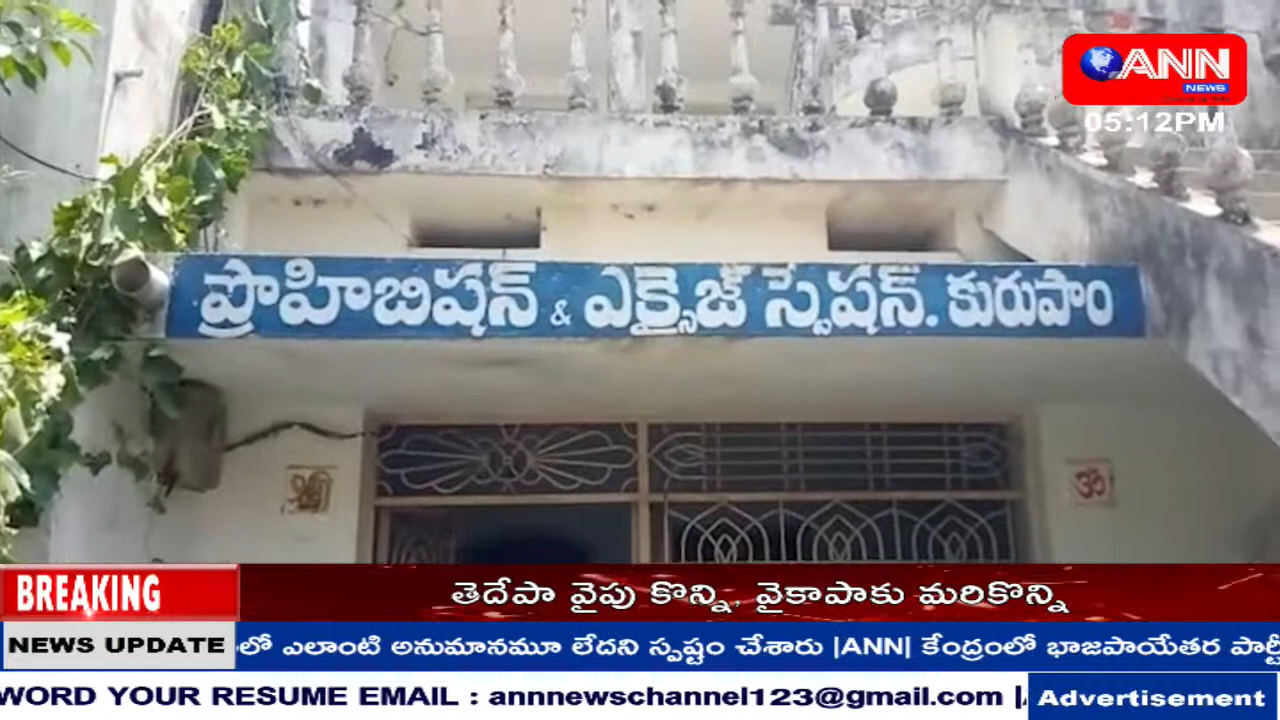 ANN
NEWS
05:12PM
ప్రొహిబిషన్ & ఎక్సైజ్ స్టేషన్. కురుపాం
శ్రీ
ॐ
BREAKING
తెదేపా వైపు కొన్ని, వైకాపాకు మరికొన్ని
NEWS UPDATE
లో ఎలాంటి అనుమానమూ లేదని స్పష్టం చేశారు |ANN| కేంద్రంలో భాజపాయేతర పార్టీ
WORD YOUR RESUME EMAIL : annnewschannel123@gmail.com |
Advertisement